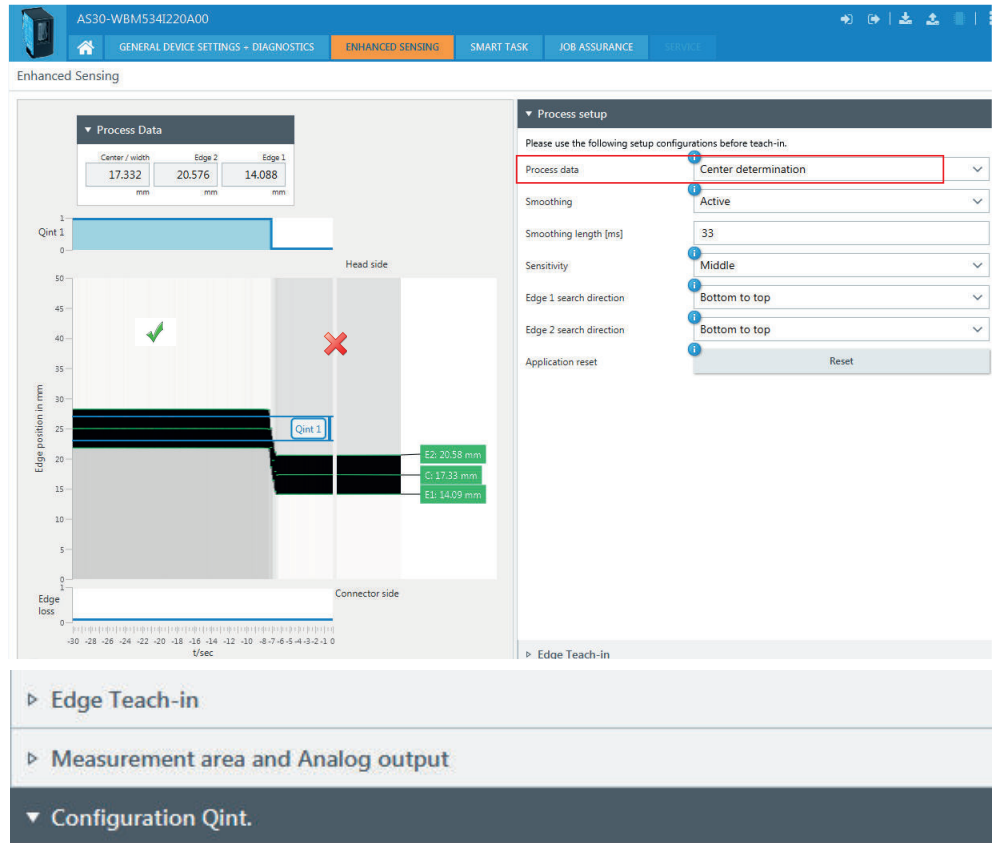 AS30-WBM534I220A00
GENERAL DEVICE SETTINGS + DIAGNOSTICS ENHANCED SENSING SMART TASK JOB ASSURANCE SERVICE
Enhanced Sensing
Process Data
Center / width Edge 2 Edge 1
17.332 20.576 14.088
mm mm mm
1
Qint 1
0
Head side
50
45
40
35
30
25
20
15
10
5
0
Edge position in mm
Qint 1
E2: 20.58 mm
C: 17.33 mm
E1: 14.09 mm
1
Edge
loss
0
Connector side
-30 -28 -26 -24 -22 -20 -18 -16 -14 -12 -10 -8 -7 -6 -5 -4 -3 -2 -1 0
t/sec
Process setup
Please use the following setup configurations before teach-in.
Process data Center determination
Smoothing Active
Smoothing length [ms] 33
Sensitivity Middle
Edge 1 search direction Bottom to top
Edge 2 search direction Bottom to top
Application reset Reset
Edge Teach-in
Edge Teach-in
Measurement area and Analog output
Configuration Qint.